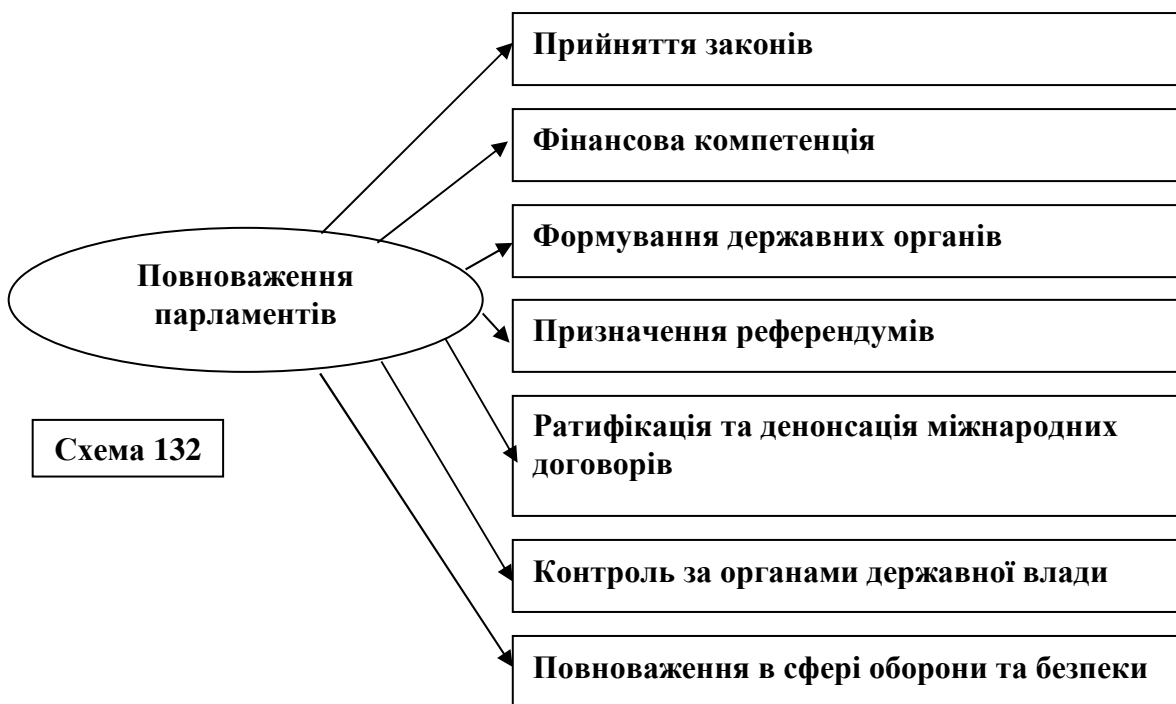 Прийняття законів
Фінансова компетенція
Формування державних органів
Повноваження
парламентів
Призначення референдумів
Ратифікація та денонсація міжнародних
договорів
Схема 132
Контроль за органами державної влади
Повноваження в сфері оборони та безпеки